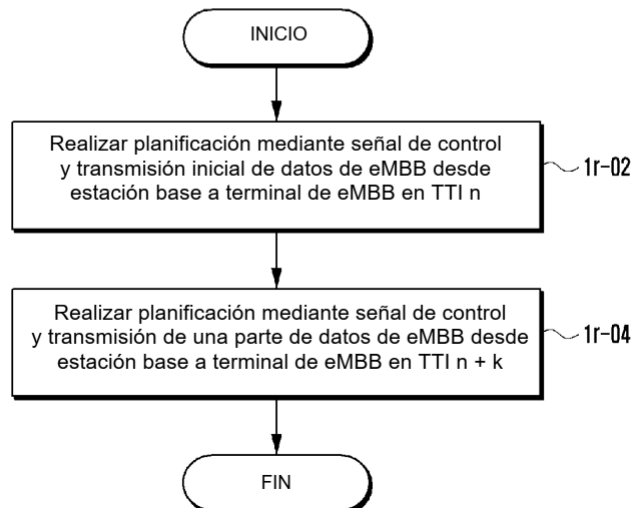 INICIO
Realizar planificación mediante señal de control
y transmisión inicial de datos de eMBB desde
estación base a terminal de eMBB en TTI n
1r-02
Realizar planificación mediante señal de control
y transmisión de una parte de datos de eMBB desde
estación base a terminal de eMBB en TTI n + k
1r-04
FIN